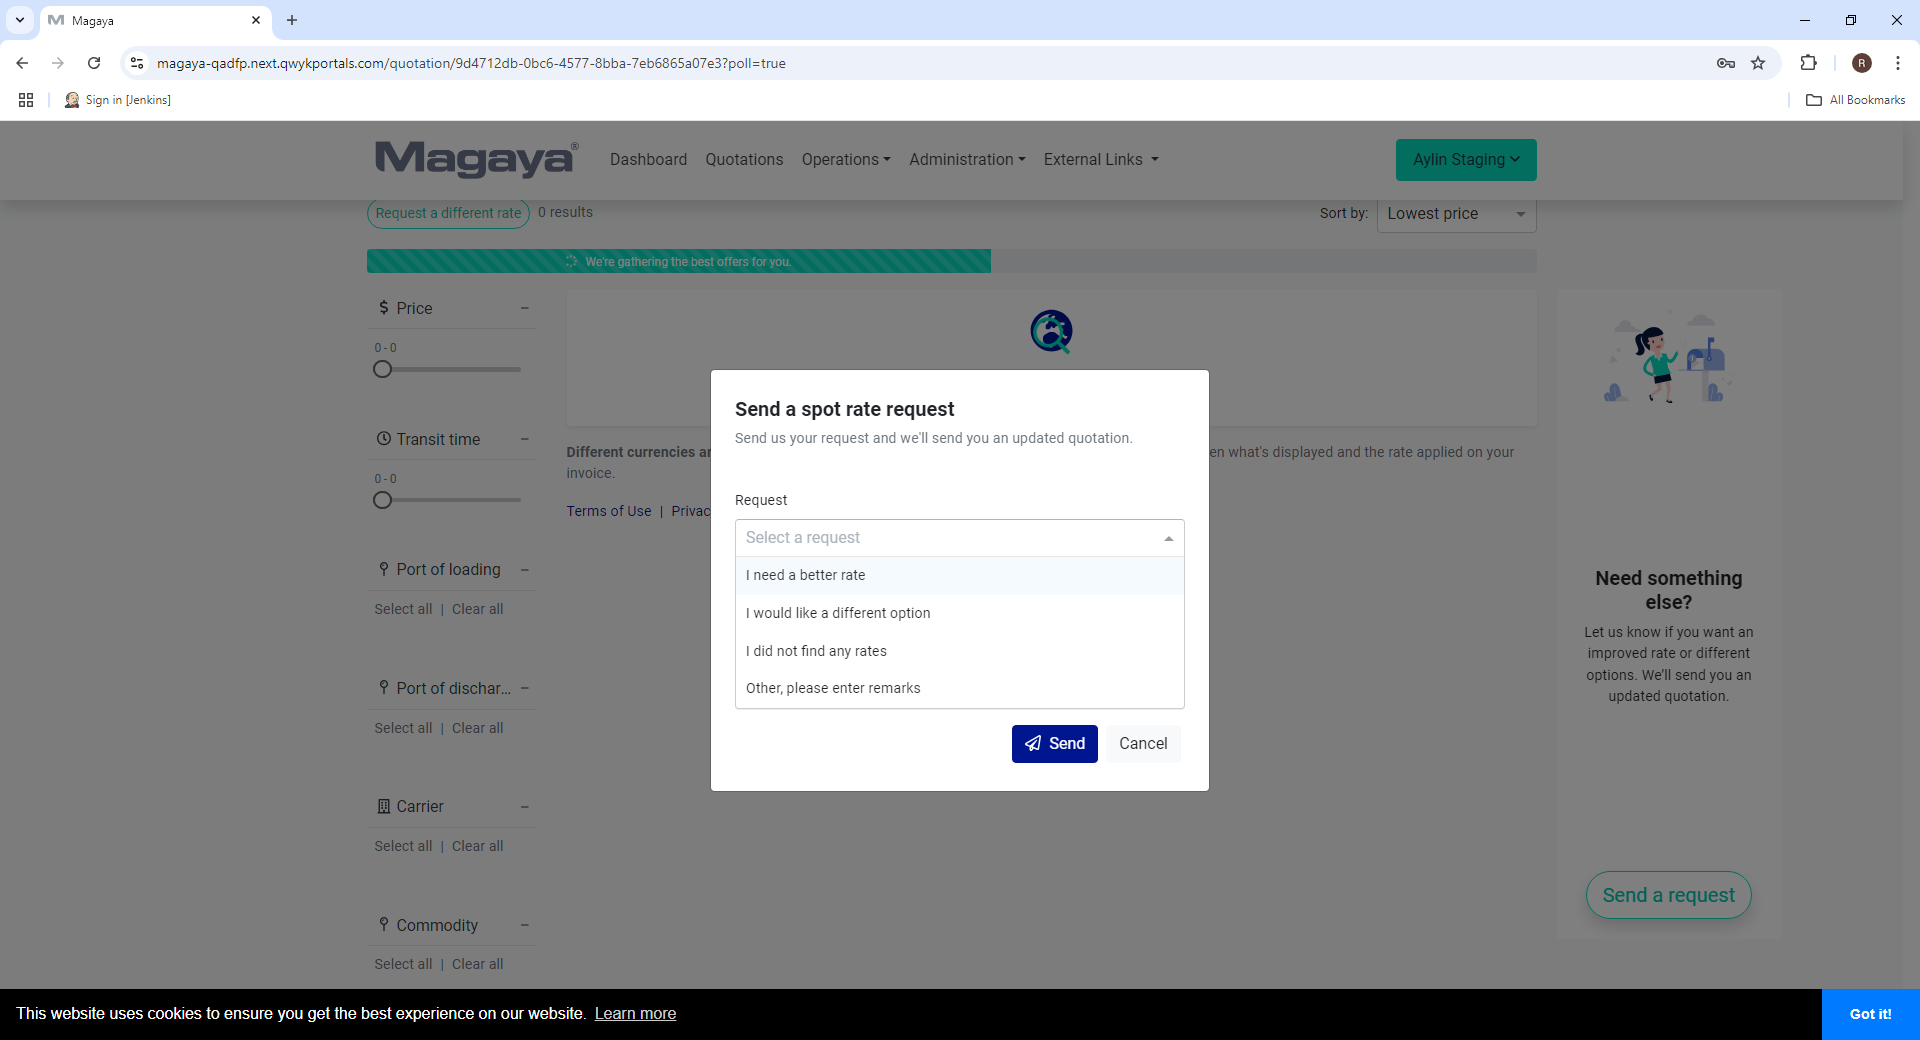 Magaya
magaya-qadfp.next.qwykportals.com/quotation/9d4712db-0bc6-4577-8bba-7eb6865a07e3?poll=true
R
Sign in [Jenkins]
All Bookmarks
Magaya®
Dashboard
Quotations
Operations
Administration
External Links
Aylin Staging
Request a different rate
0 results
Sort by:
Lowest price
We're gathering the best offers for you.
Price
0 - 0
Transit time
0 - 0
Port of loading
Select all | Clear all
Port of dischar...
Select all | Clear all
Carrier
Select all | Clear all
Commodity
Select all | Clear all
Different currencies
en what's displayed and the rate applied on your
invoice.
Terms of Use |
Send a spot rate request
Send us your request and we'll send you an updated quotation.
Request
Select a request
I need a better rate
I would like a different option
I did not find any rates
Other, please enter remarks
Send
Cancel
Need something
else?
Let us know if you want an
improved rate or different
options. We'll send you an
updated quotation.
Send a request
This website uses cookies to ensure you get the best experience on our website. Learn more
Got it!